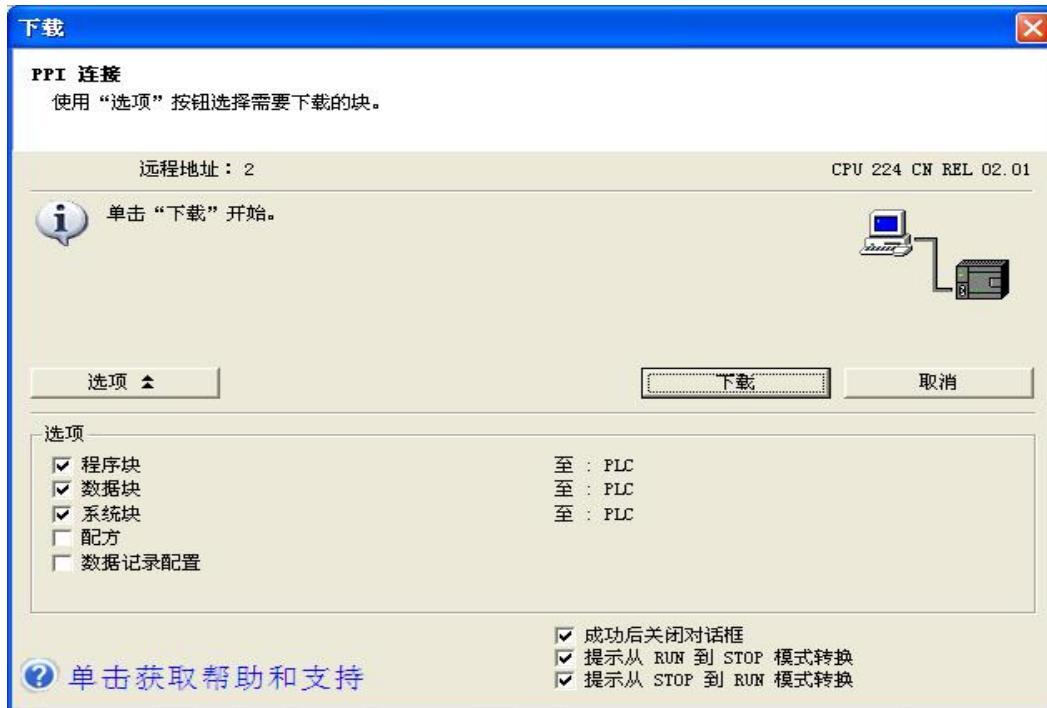 下载
PPI 连接
使用“选项”按钮选择需要下载的块。
远程地址： 2
CPU 224 CN REL 02.01
单击“下载”开始。
选项
下载
取消
选项
程序块 至 : PLC
数据块 至 : PLC
系统块 至 : PLC
配方
数据记录配置
成功后关闭对话框
提示从 RUN 到 STOP 模式转换
提示从 STOP 到 RUN 模式转换
单击获取帮助和支持